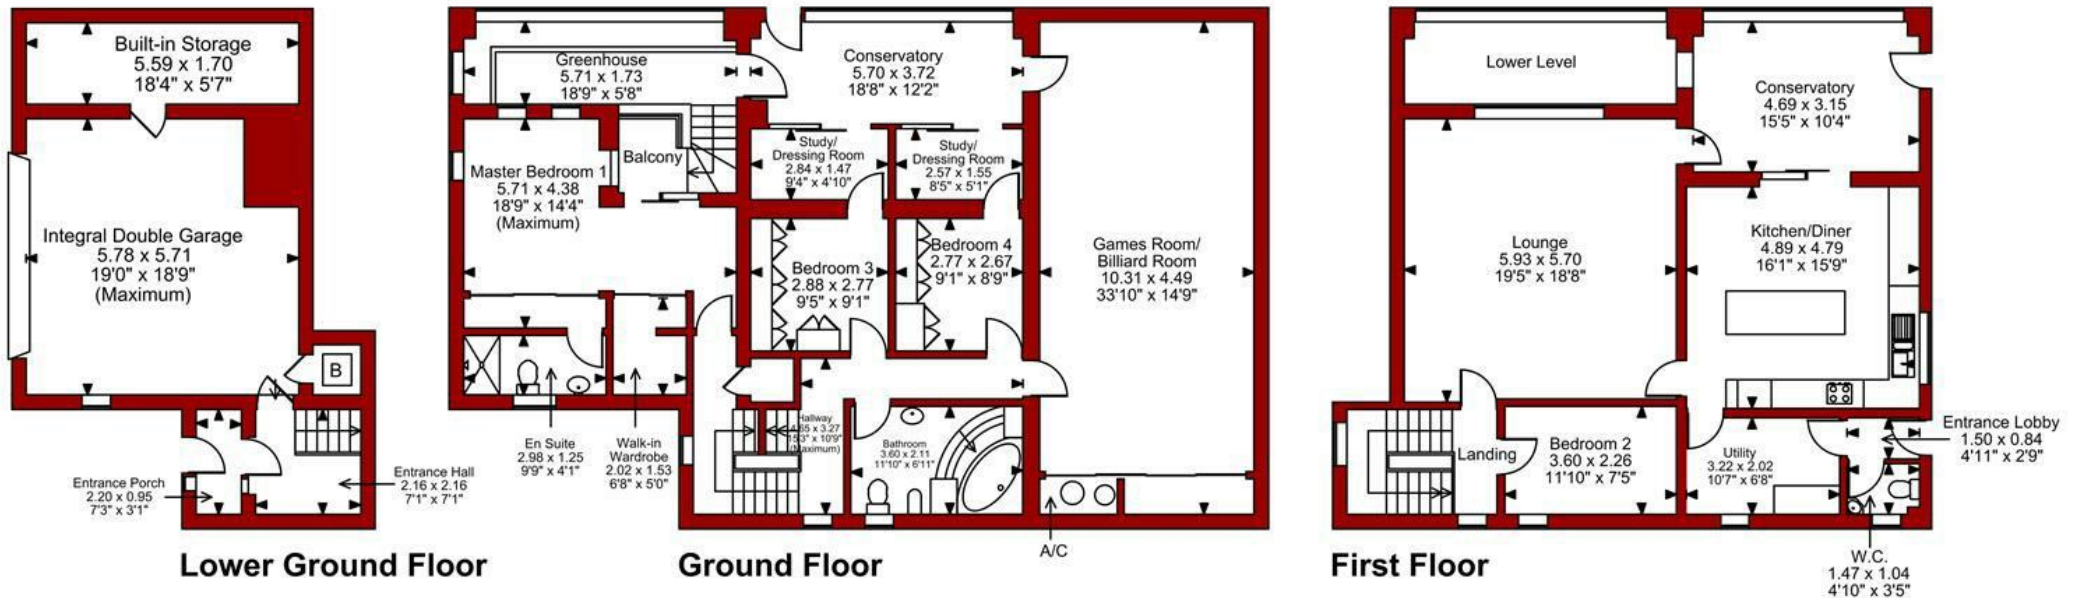 Built-in Storage
5.59 x 1.70
18'4" x 5'7"
Integral Double Garage
5.78 x 5.71
19'0" x 18'9"
(Maximum)
B
Entrance Porch
2.20 x 0.95
7'3" x 3'1"
Entrance Hall
2.16 x 2.16
7'1" x 7'1"
Lower Ground Floor
Greenhouse
5.71 x 1.73
18'9" x 5'8"
Conservatory
5.70 x 3.72
18'8" x 12'2"
Master Bedroom 1
5.71 x 4.38
18'9" x 14'4"
(Maximum)
Balcony
Study/
Dressing Room
2.84 x 1.47
9'4" x 4'10"
Study/
Dressing Room
2.57 x 1.55
8'5" x 5'1"
Bedroom 3
2.88 x 2.77
9'5" x 9'1"
Bedroom 4
2.77 x 2.67
9'1" x 8'9"
Games Room/
Billiard Room
10.31 x 4.49
33'10" x 14'9"
En Suite
2.98 x 1.25
9'9" x 4'1"
Walk-in
Wardrobe
2.02 x 1.53
6'8" x 5'0"
Hallway
4.65 x 3.27
15'3" x 10'9"
(Maximum)
Bathroom
3.60 x 2.11
11'10" x 6'11"
A/C
Ground Floor
Lower Level
Conservatory
4.69 x 3.15
15'5" x 10'4"
Lounge
5.93 x 5.70
19'5" x 18'8"
Kitchen/Diner
4.89 x 4.79
16'1" x 15'9"
Landing
Bedroom 2
3.60 x 2.26
11'10" x 7'5"
Utility
3.22 x 2.02
10'7" x 6'8"
Entrance Lobby
1.50 x 0.84
4'11" x 2'9"
W.C.
1.47 x 1.04
4'10" x 3'5"
First Floor